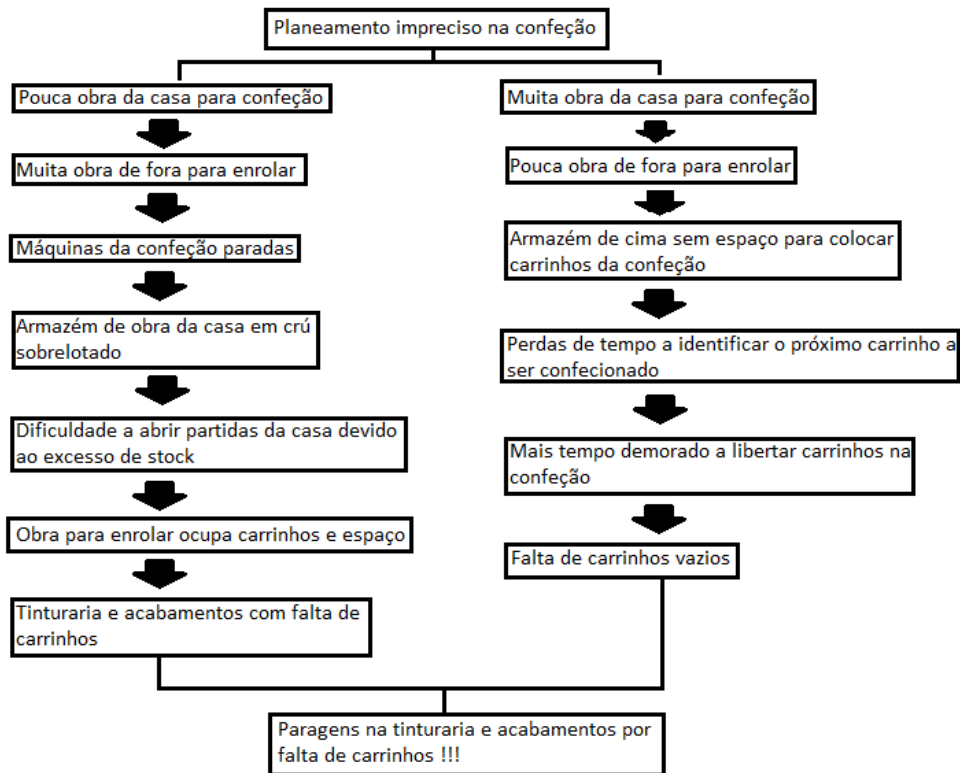 Planeamento impreciso na confeção
Pouca obra da casa para confeção
Muita obra de fora para enrolar
Máquinas da confeção paradas
Armazém de obra da casa em crú
sobrelotado
Dificuldade a abrir partidas da casa devido
ao excesso de stock
Obra para enrolar ocupa carrinhos e espaço
Tinturaria e acabamentos com falta de
carrinhos
Muita obra da casa para confeção
Pouca obra de fora para enrolar
Armazém de cima sem espaço para colocar
carrinhos da confeção
Perdas de tempo a identificar o próximo carrinho a
ser confecionado
Mais tempo demorado a libertar carrinhos na
confeção
Falta de carrinhos vazios
Paragens na tinturaria e acabamentos por
falta de carrinhos !!!